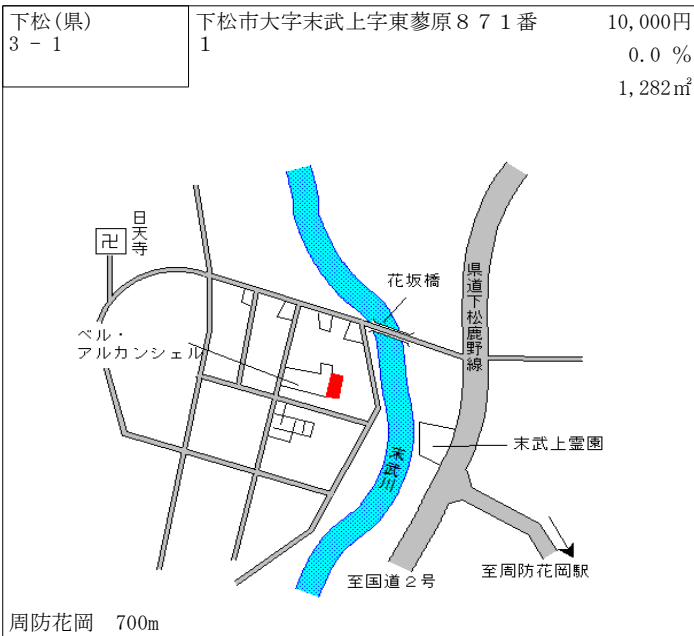 下松(県)
3 - 1
下松市大字末武上字東蓼原８７１番
1
10,000円
0.0 %
1,282㎡
日天寺
卍
花坂橋
県道下松鹿野線
ベル・
アルカンシェル
末武上霊園
末武川
至国道２号
至周防花岡駅
周防花岡 700m